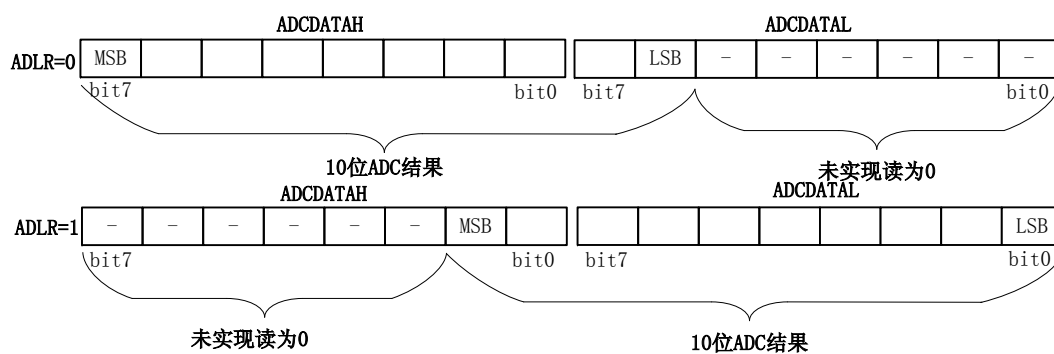 ADCDATAH ADCDATAL
ADLR=0 MSB LSB - - - - - -
bit7 bit0 bit7 bit0
10位ADC结果 未实现读为0
ADCDATAH ADCDATAL
ADLR=1 - - - - - - MSB LSB
bit7 bit0 bit7 bit0
未实现读为0 10位ADC结果